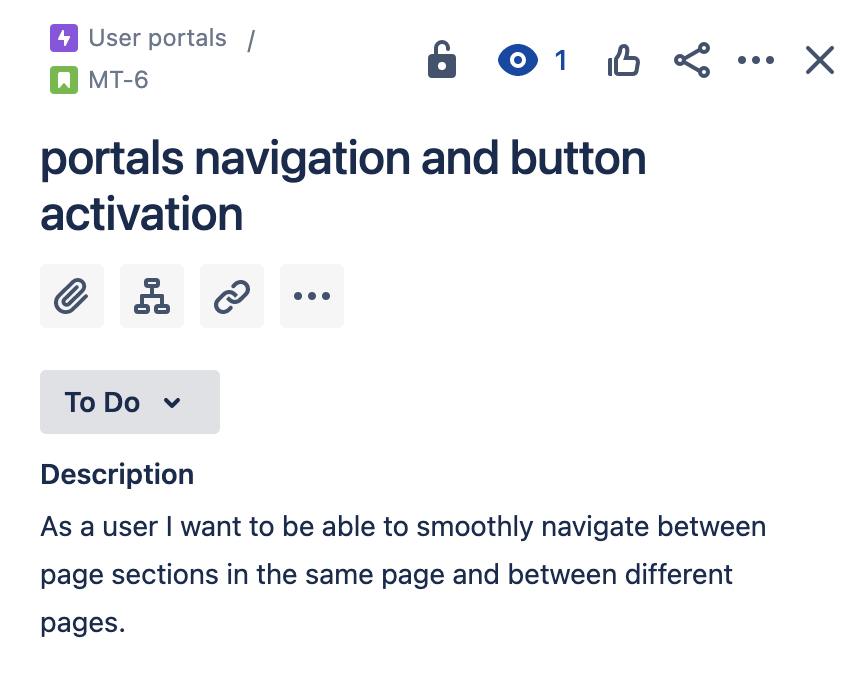 User portals /
MT-6
1
portals navigation and button
activation
To Do
Description
As a user I want to be able to smoothly navigate between
page sections in the same page and between different
pages.